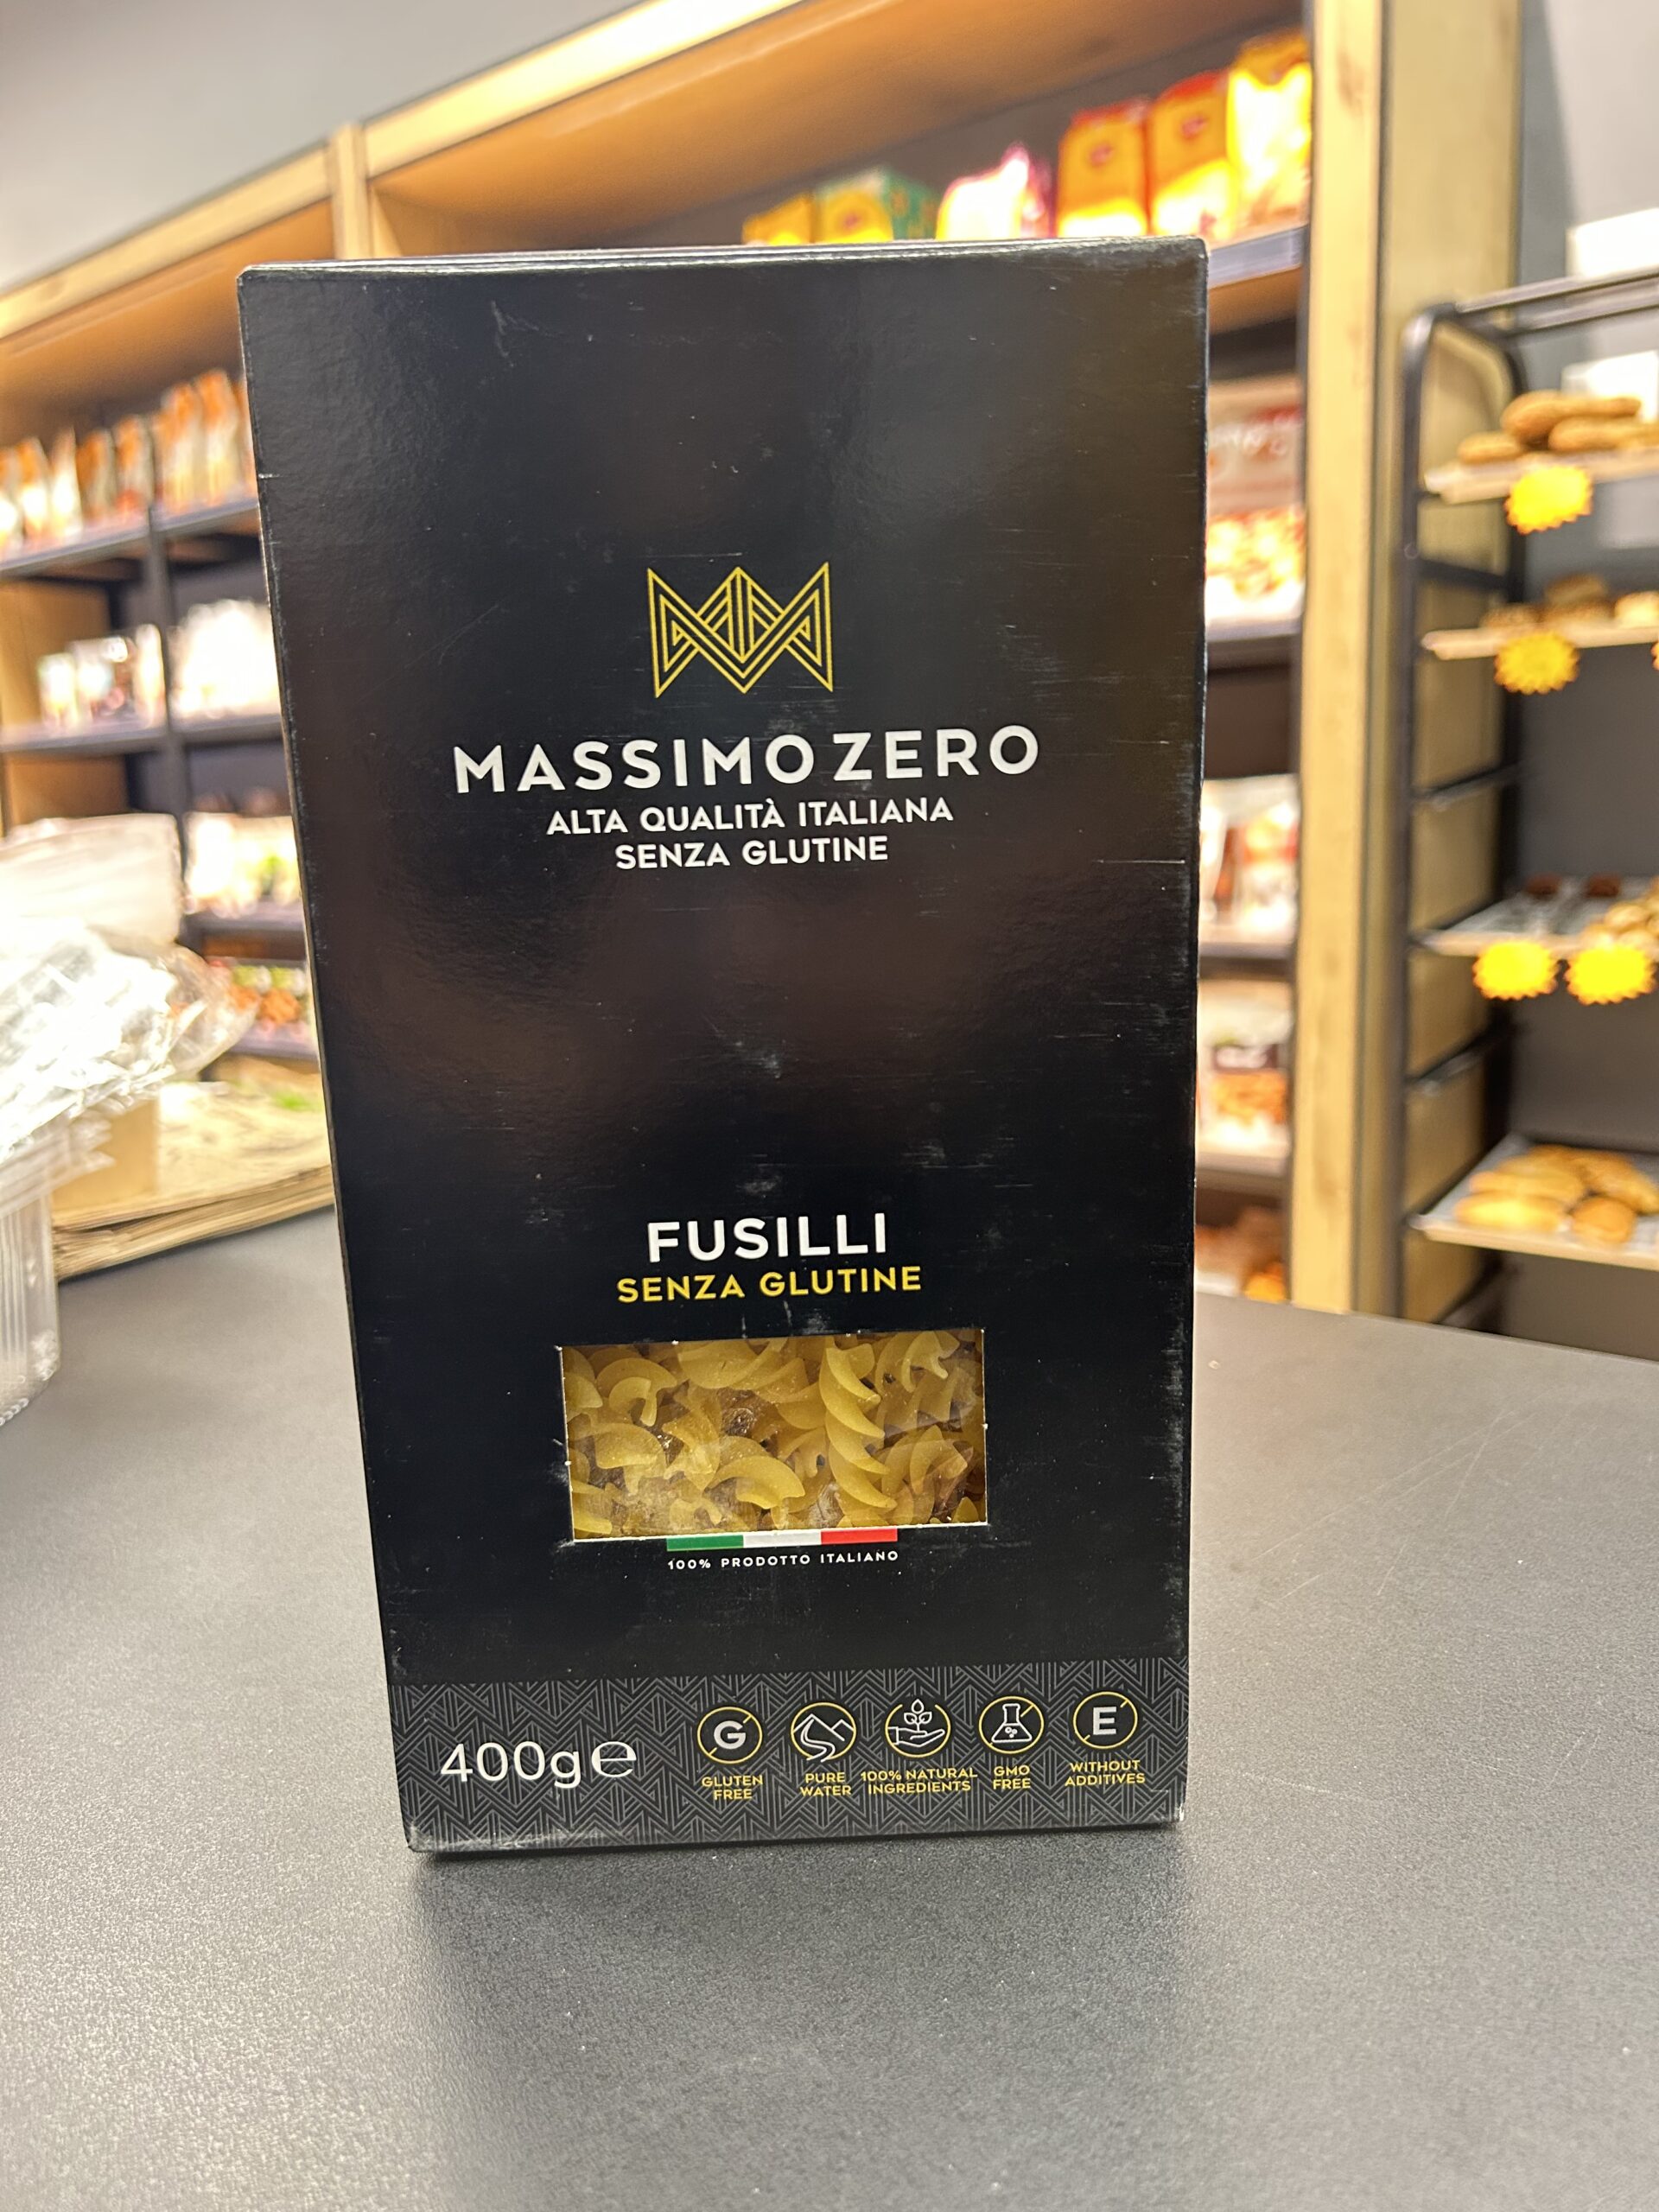 MASSIMO ZERO
ALTA QUALITÀ ITALIANA
SENZA GLUTINE
FUSILLI
SENZA GLUTINE
100% PRODOTTO ITALIANO
400g℮
G
GLUTEN
FREE
PURE
WATER
100% NATURAL
INGREDIENTS
GMO
FREE
E
WITHOUT
ADDITIVES